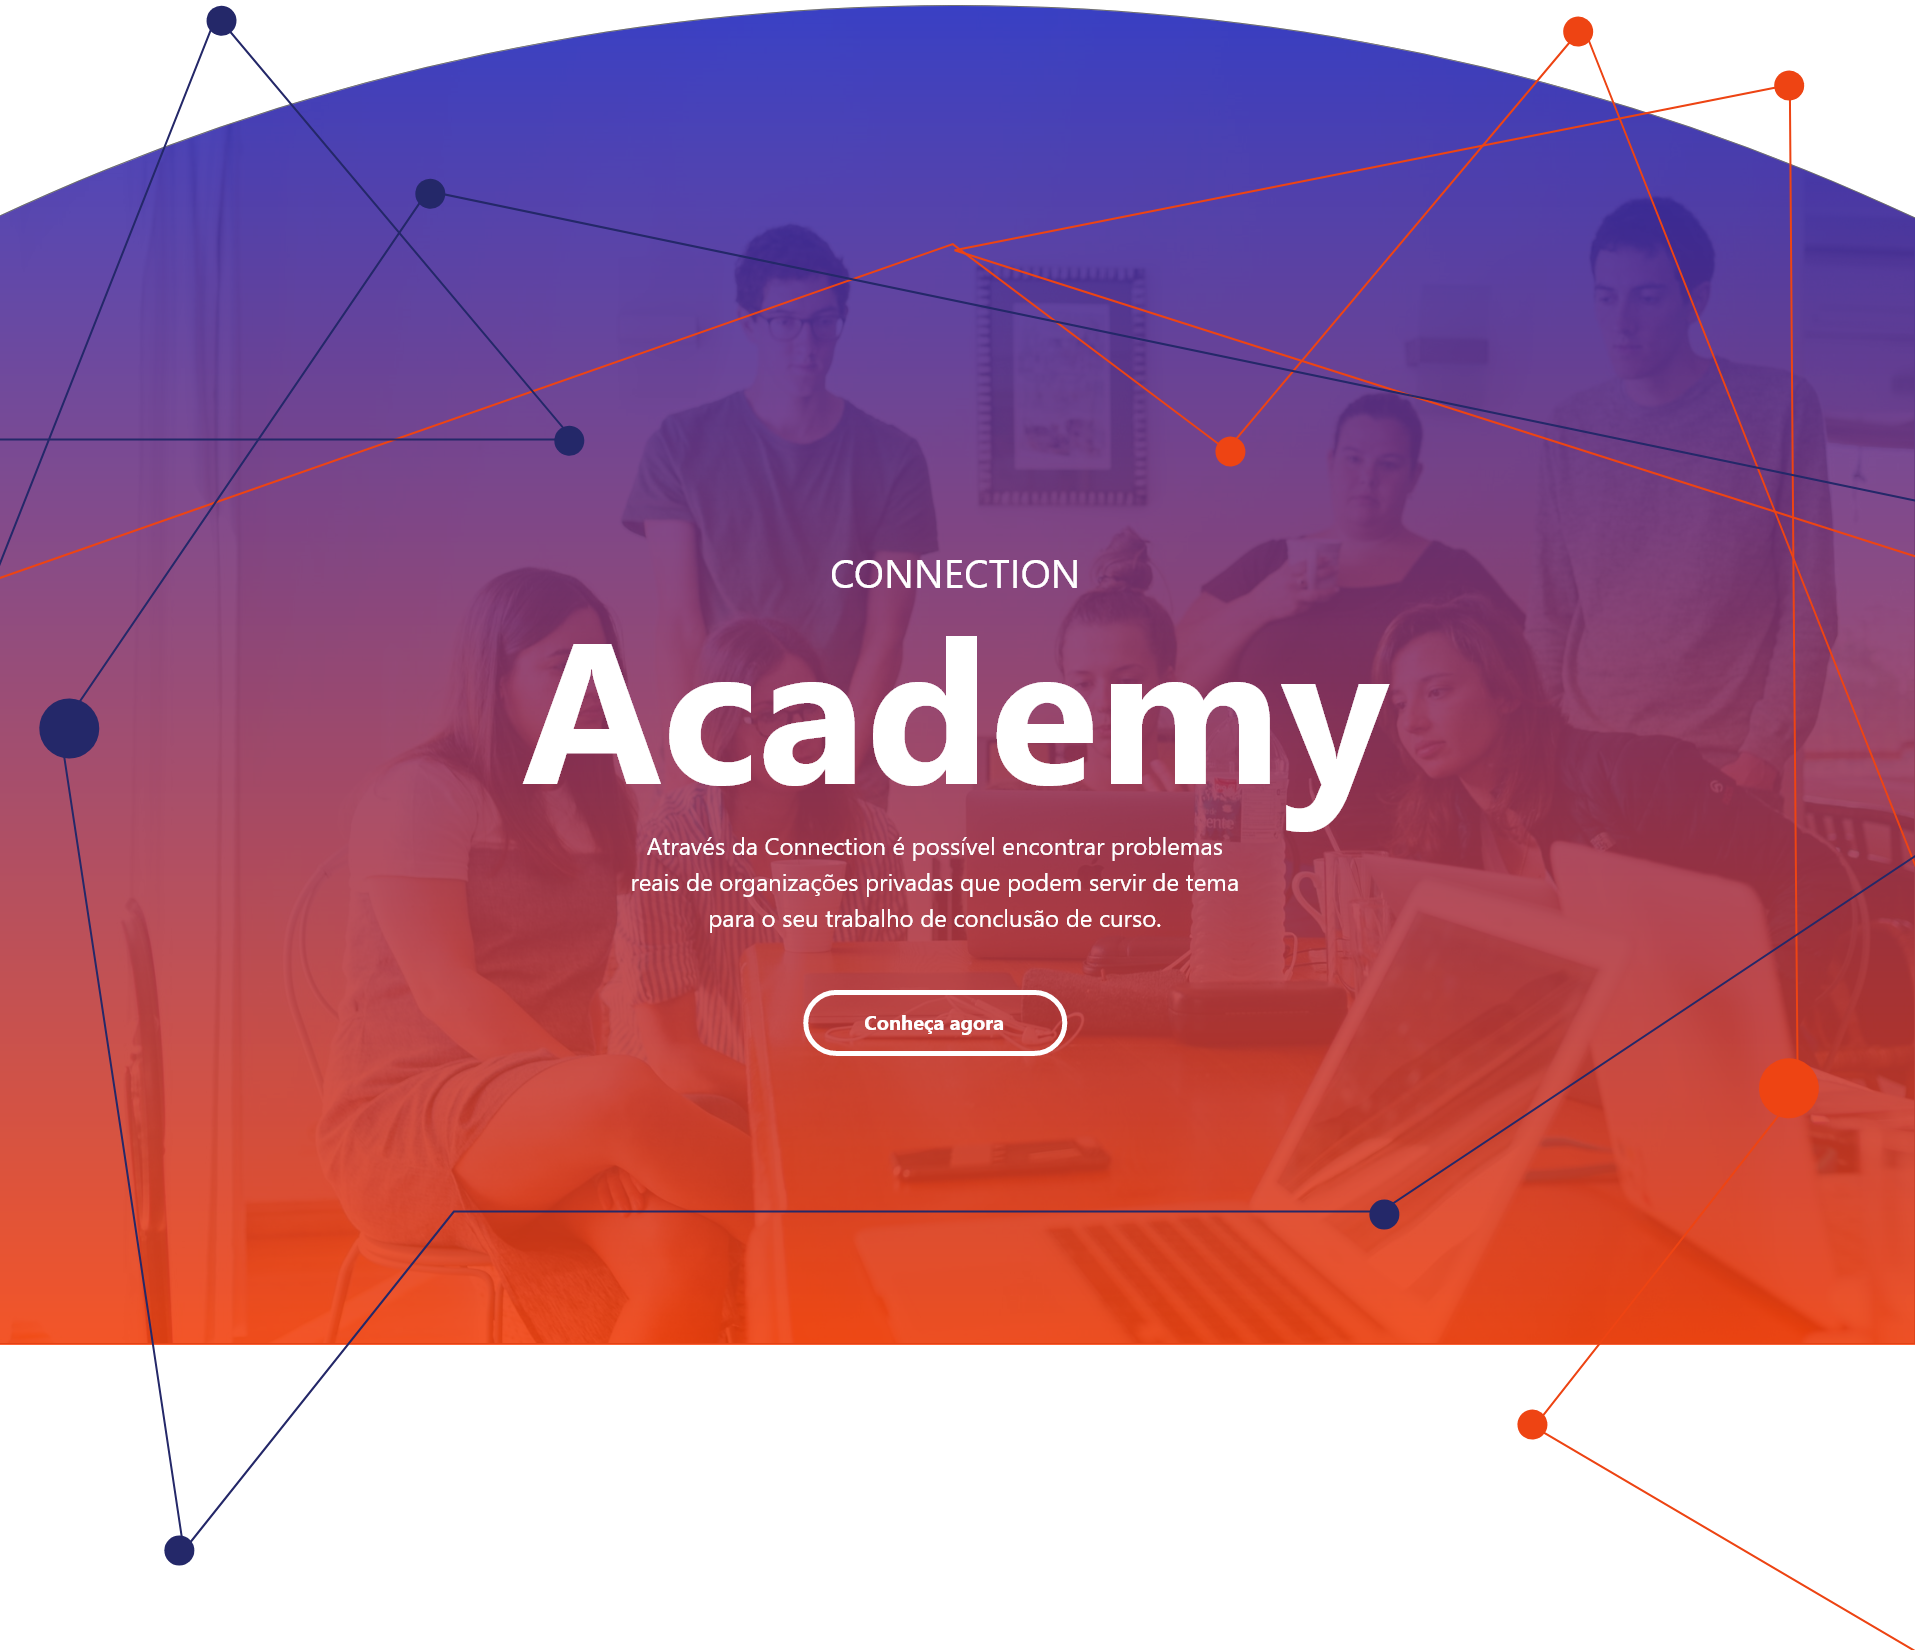 CONNECTION
Academy
Através da Connection é possível encontrar problemas
reais de organizações privadas que podem servir de tema
para o seu trabalho de conclusão de curso.
Conheça agora